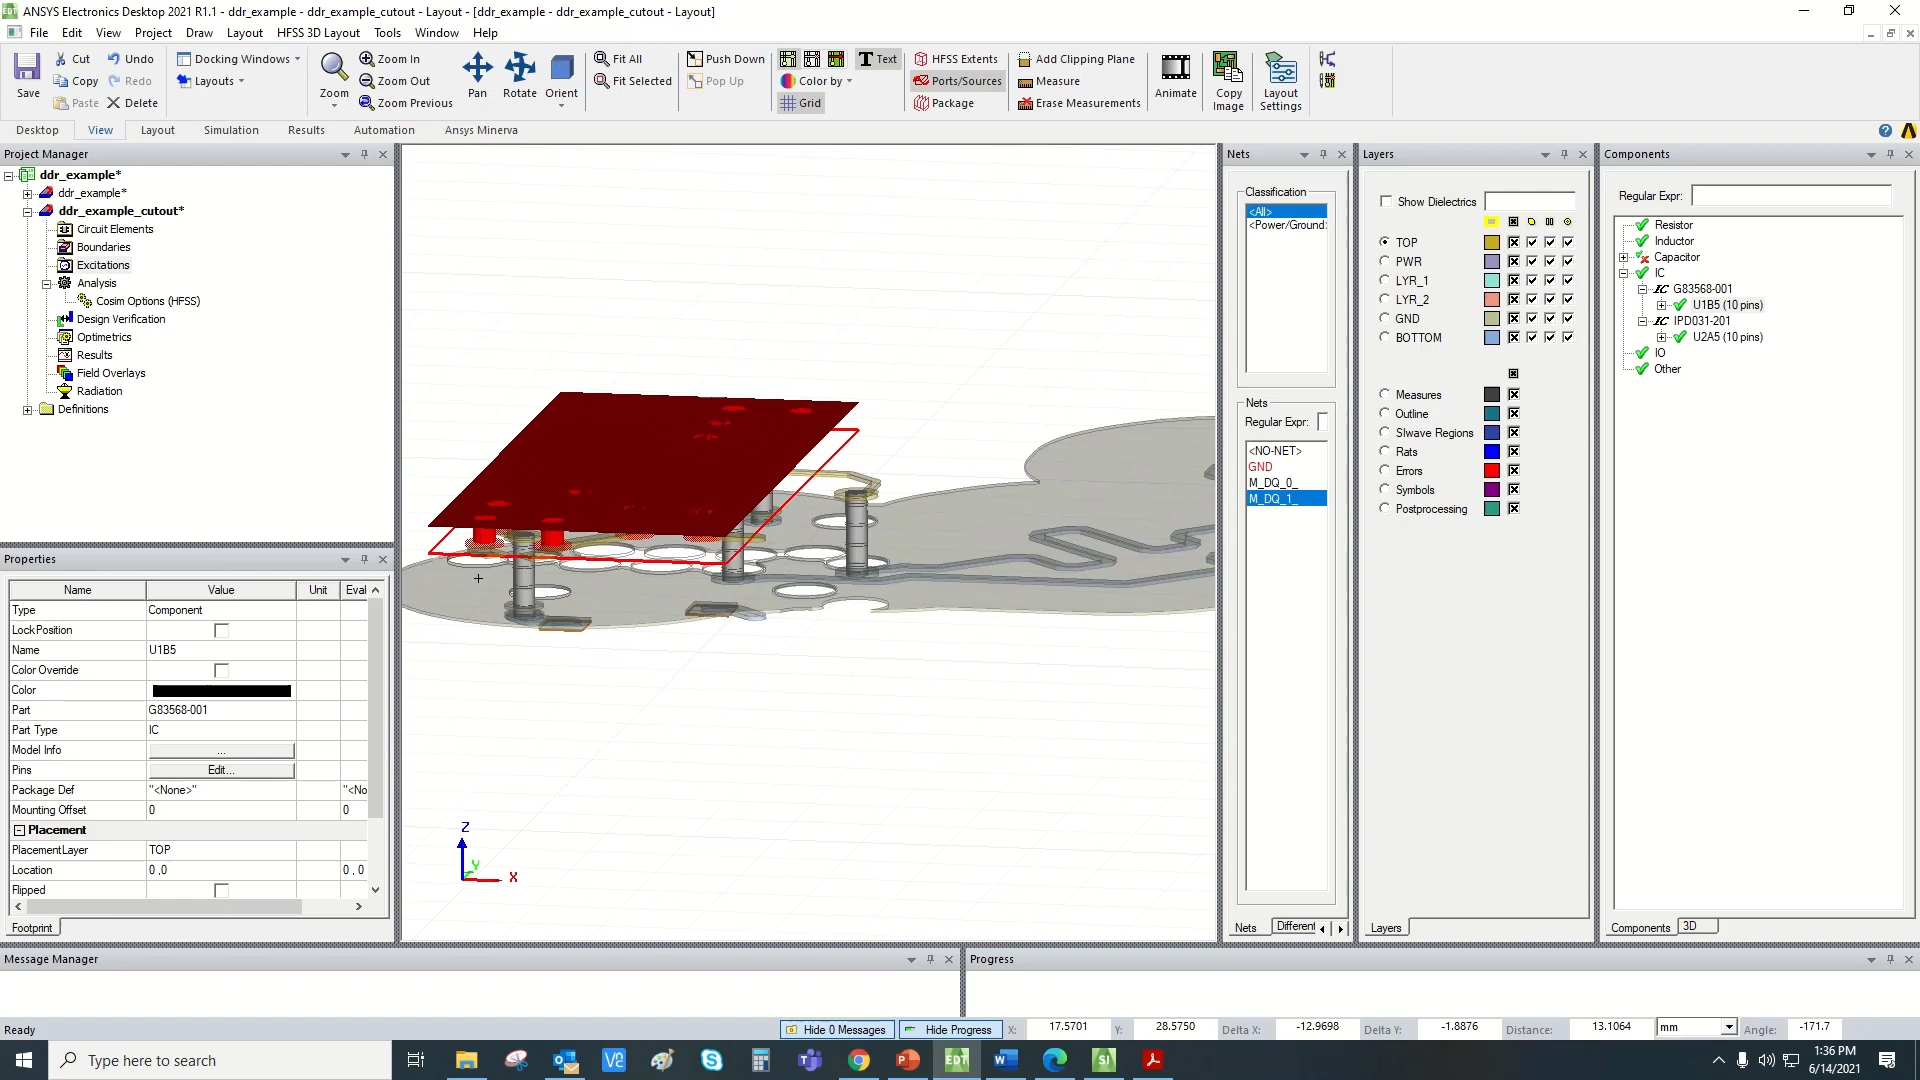 ANSYS Electronics Desktop 2021 R1.1 - ddr_example - ddr_example_cutout - Layout - [ddr_example - ddr_example_cutout - Layout]
File Edit View Project Draw Layout HFSS 3D Layout Tools Window Help
Save Cut Copy Paste Undo Redo Delete
Docking Windows
Layouts
Zoom Zoom In Zoom Out Zoom Previous
Pan Rotate Orient
Fit All
Fit Selected
Push Down
Pop Up
Color by
Grid
Text
HFSS Extents
Ports/Sources
Package
Add Clipping Plane
Measure
Erase Measurements
Animate
Copy Image
Layout Settings
Desktop View Layout Simulation Results Automation Ansys Minerva
Project Manager
ddr_example*
ddr_example*
ddr_example_cutout*
Circuit Elements
Boundaries
Excitations
Analysis
Cosim Options (HFSS)
Design Verification
Optimetrics
Results
Field Overlays
Radiation
Definitions
Properties
Name Value Unit Eval
Type Component
LockPosition
Name U1B5
Color Override
Color
Part G83568-001
Part Type IC
Model Info ...
Pins Edit...
Package Def "<None>" "<No
Mounting Offset 0 0
Placement
PlacementLayer TOP
Location 0 ,0 0 , 0
Flipped
Footprint
Z
Y
X
Nets
Classification
<All>
<Power/Ground>
Nets
Regular Expr:
<NO-NET>
GND
M_DQ_0_
M_DQ_1_
Nets Different
Layers
Show Dielectrics
TOP
PWR
LYR_1
LYR_2
GND
BOTTOM
Measures
Outline
SIwave Regions
Rats
Errors
Symbols
Postprocessing
Layers
Components
Regular Expr:
Resistor
Inductor
Capacitor
IC
IC G83568-001
U1B5 (10 pins)
IC IPD031-201
U2A5 (10 pins)
IO
Other
Components 3D
Message Manager
Progress
Ready Hide 0 Messages Hide Progress X: 17.5701 Y: 28.5750 Delta X: -12.9698 Delta Y: -1.8876 Distance: 13.1064 mm Angle: -171.7
Type here to search
EDT
SI
1:36 PM
6/14/2021